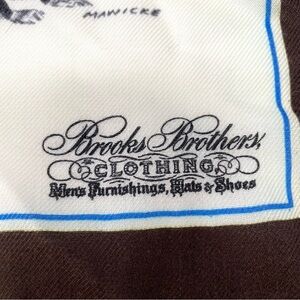 MAWICKE
Brooks Brothers,
CLOTHING,
Men's Furnishings, Hats & Shoes